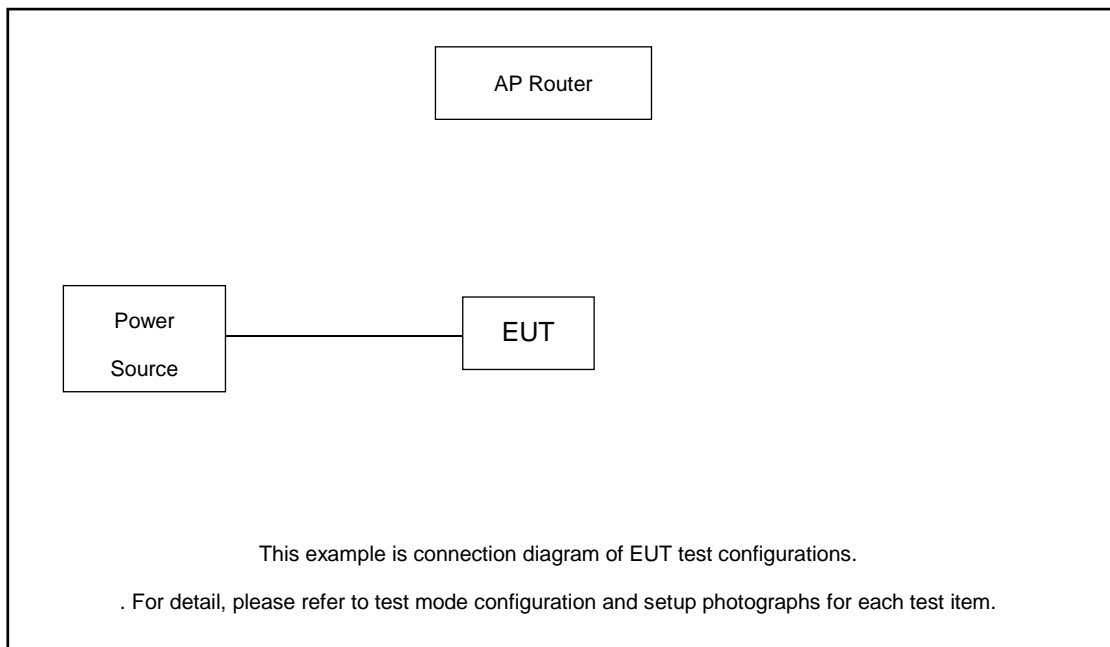 AP Router
Power
Source
EUT
This example is connection diagram of EUT test configurations.
. For detail, please refer to test mode configuration and setup photographs for each test item.